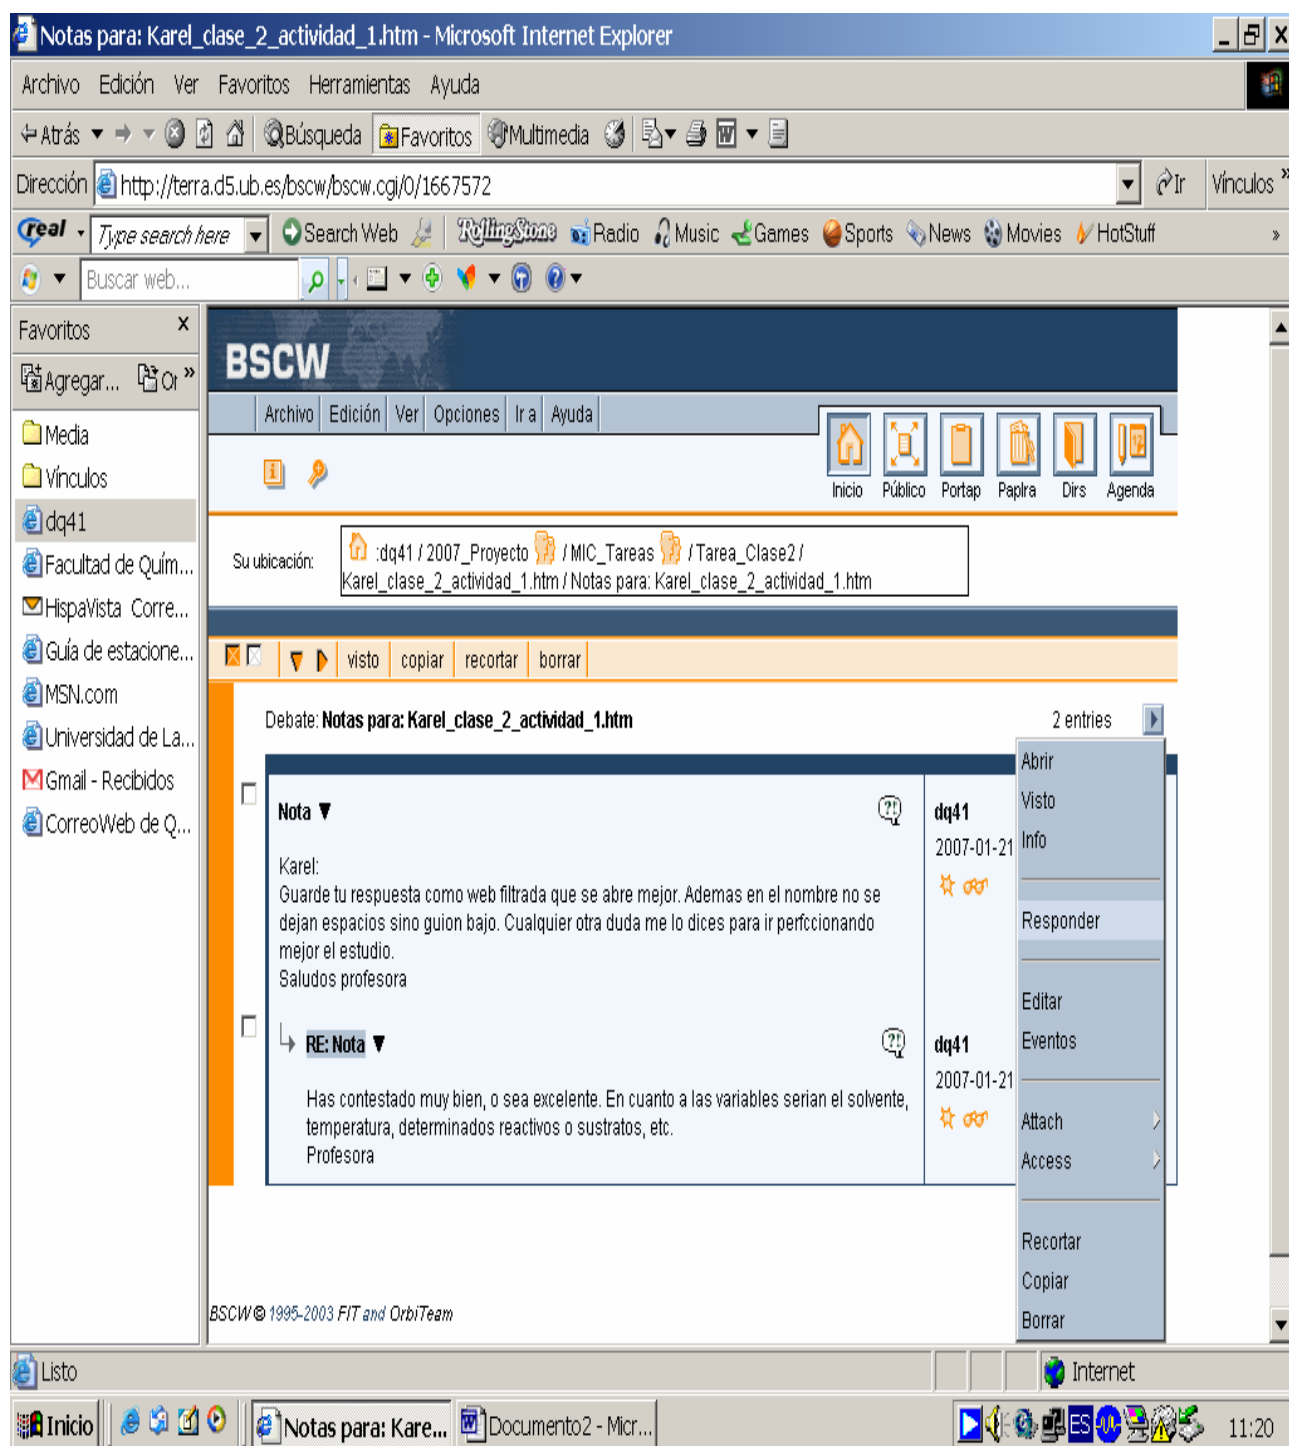 Notas para: Karel_clase_2_actividad_1.htm - Microsoft Internet Explorer
Archivo Edición Ver Favoritos Herramientas Ayuda
Atrás Búsqueda Favoritos Multimedia
Dirección http://terra.d5.ub.es/bscw/bscw.cgi/0/1667572 Ir Vínculos »
real Type search here Search Web RollingStone Radio Music Games Sports News Movies HotStuff »
Buscar web...
Favoritos x
Agregar... Or »
Media
Vínculos
dq41
Facultad de Quím...
HispaVista Corre...
Guía de estacione...
MSN.com
Universidad de La...
Gmail - Recibidos
CorreoWeb de Q...
BSCW
Archivo Edición Ver Opciones Ir a Ayuda
Inicio Público Portap Paplra Dirs Agenda
Su ubicación: :dq41 / 2007_Proyecto / MIC_Tareas / Tarea_Clase2 /
Karel_clase_2_actividad_1.htm / Notas para: Karel_clase_2_actividad_1.htm
visto copiar recortar borrar
Debate: Notas para: Karel_clase_2_actividad_1.htm 2 entries
Nota ▼ dq41
2007-01-21
Karel:
Guarde tu respuesta como web filtrada que se abre mejor. Ademas en el nombre no se
dejan espacios sino guion bajo. Cualquier otra duda me lo dices para ir perfccionando
mejor el estudio.
Saludos profesora
RE: Nota ▼ dq41
2007-01-21
Has contestado muy bien, o sea excelente. En cuanto a las variables serian el solvente,
temperatura, determinados reactivos o sustratos, etc.
Profesora
Abrir
Visto
Info
Responder
Editar
Eventos
Attach
Access
Recortar
Copiar
Borrar
BSCW © 1995-2003 FIT and OrbiTeam
Listo Internet
Inicio Notas para: Kare... Documento2 - Micr... ES 11:20